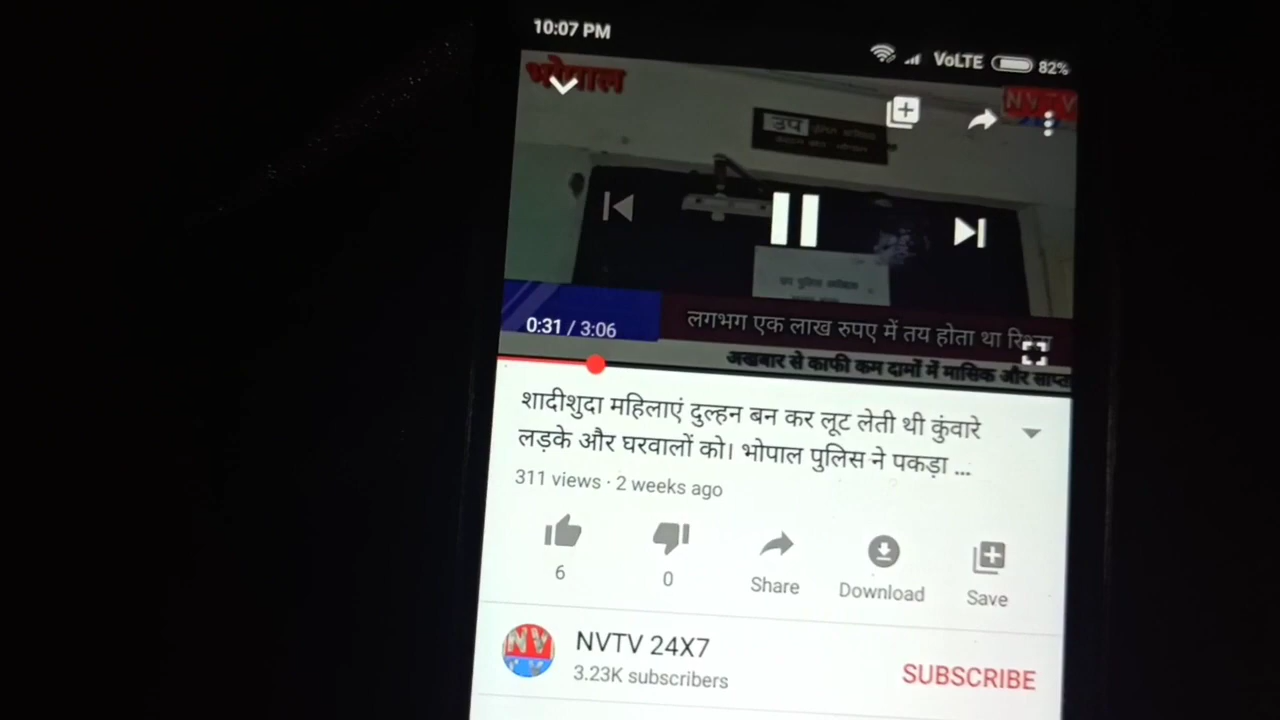 10:07 PM
VoLTE 82%
भोपाल
NVTV
उप
0:31 / 3:06
लगभग एक लाख रुपए में तय होता था
अखबार से काफी कम दामों में मासिक और
शादीशुदा महिलाएं दुल्हन बन कर लूट लेती थी कुंवारे
लड़के और घरवालों को। भोपाल पुलिस ने पकड़ा ...
311 views · 2 weeks ago
6
0
Share
Download
Save
NV
NVTV 24X7
3.23K subscribers
SUBSCRIBE